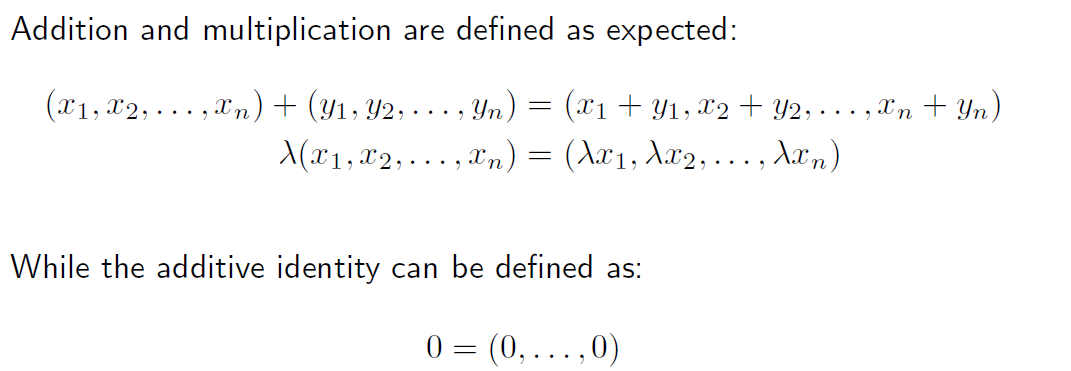 Addition and multiplication are defined as expected:
(x₁, x₂, . . . , xₙ) + (y₁, y₂, . . . , yₙ) = (x₁ + y₁, x₂ + y₂, . . . , xₙ + yₙ)
λ(x₁, x₂, . . . , xₙ) = (λx₁, λx₂, . . . , λxₙ)
While the additive identity can be defined as:
0 = (0, . . . , 0)